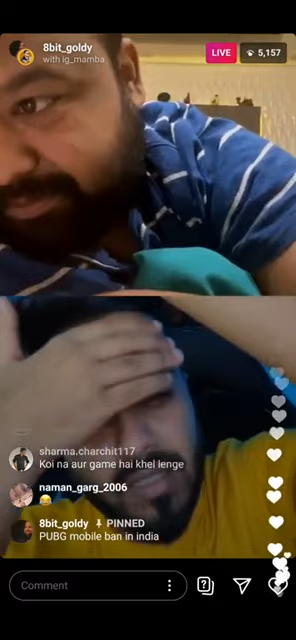 8bit_goldy
with ig_mamba
LIVE
5,157
sharma.charchit117
Koi na aur game hai khel lenge
naman_garg_2006
😂
8bit_goldy PINNED
PUBG mobile ban in india
Comment